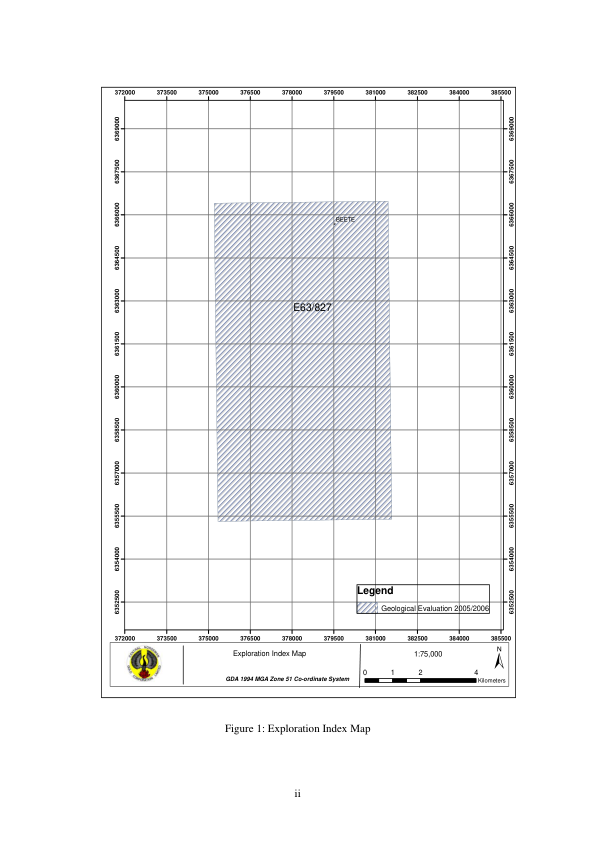 372000 373500 375000 376500 378000 379500 381000 382500 384000 385500
6369000 6369000
6367500 6367500
6366000 6366000
BEETE
6364500 6364500
6363000 6363000
E63/827
6361500 6361500
6360000 6360000
6358500 6358500
6357000 6357000
6355500 6355500
6354000 6354000
Legend
Geological Evaluation 2005/2006
6352500 6352500
372000 373500 375000 376500 378000 379500 381000 382500 384000 385500
Exploration Index Map
1:75,000
N
GDA 1994 MGA Zone 51 Co-ordinate System
0 1 2 4
Kilometers
Figure 1: Exploration Index Map
ii